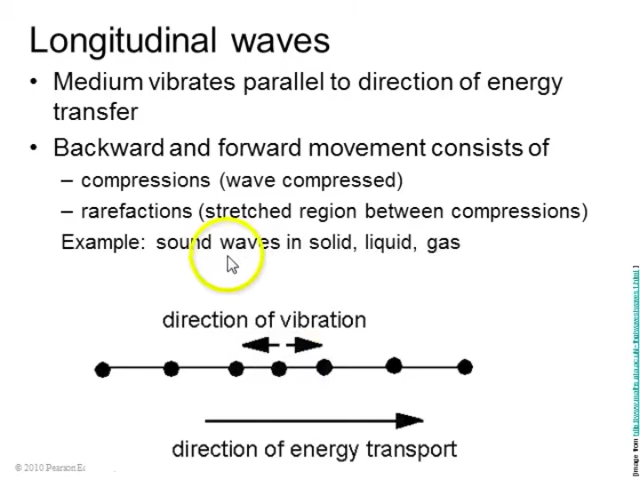 Longitudinal waves
• Medium vibrates parallel to direction of energy
transfer
• Backward and forward movement consists of
– compressions (wave compressed)
– rarefactions (stretched region between compressions)
Example: sound waves in solid, liquid, gas
direction of vibration
direction of energy transport
© 2010 Pearson
[Image from